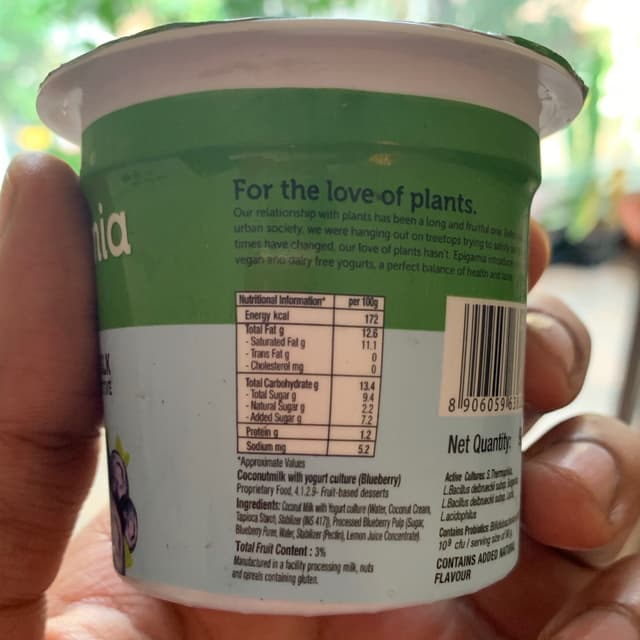 nia
For the love of plants.
Our relationship with plants has been a long and fruitful one.
urban society, we were hanging out on treetops trying to satisfy
times have changed, our love of plants hasn't. Epigamia
vegan and dairy free yogurts, a perfect balance of health and
Nutritional Information* per 100g
Energy kcal 172
Total Fat g 12.6
- Saturated Fat g 11.1
- Trans Fat g 0
- Cholesterol mg 0
Total Carbohydrate g 13.4
- Total Sugar g 9.4
- Natural Sugar g 2.2
- Added Sugar g 7.2
Protein g 1.2
Sodium mg 5.2
*Approximate Values
Coconutmilk with yogurt culture (Blueberry)
Proprietary Food, 4.1.2.9- Fruit-based desserts
Ingredients: Coconut Milk with Yogurt culture (Water, Coconut Cream,
Tapioca Starch, Stabilizer (INS 417)), Processed Blueberry Pulp (Sugar,
Blueberry Puree, Water, Stabilizer (Pectin), Lemon Juice Concentrate).
Total Fruit Content : 3%
Manufactured in a facility processing milk, nuts
and cereals containing gluten.
8 906059
Net Quantity:
Active Cultures: S.Thermophilus,
L.Bacillus delbrueckii subsp.
L.Bacillus delbrueckii subsp.
L.acidophilus
Contains Probiotics:
cfu / serving size of
CONTAINS ADDED NATURAL
FLAVOUR